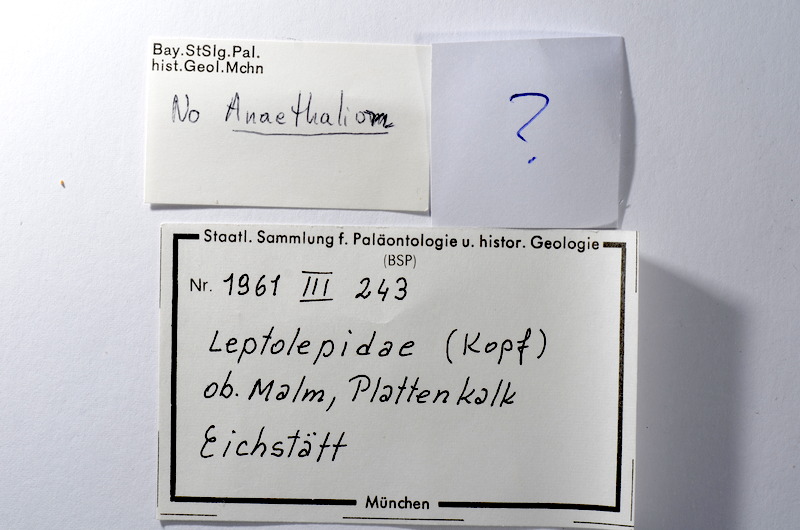 Bay.StSlg.Pal.
hist.Geol.Mchn
No Anaethalion
?
Staatl. Sammlung f. Paläontologie u. histor. Geologie
(BSP)
Nr. 1961 III 243
Leptolepidae (Kopf)
ob. Malm, Plattenkalk
Eichstätt
München